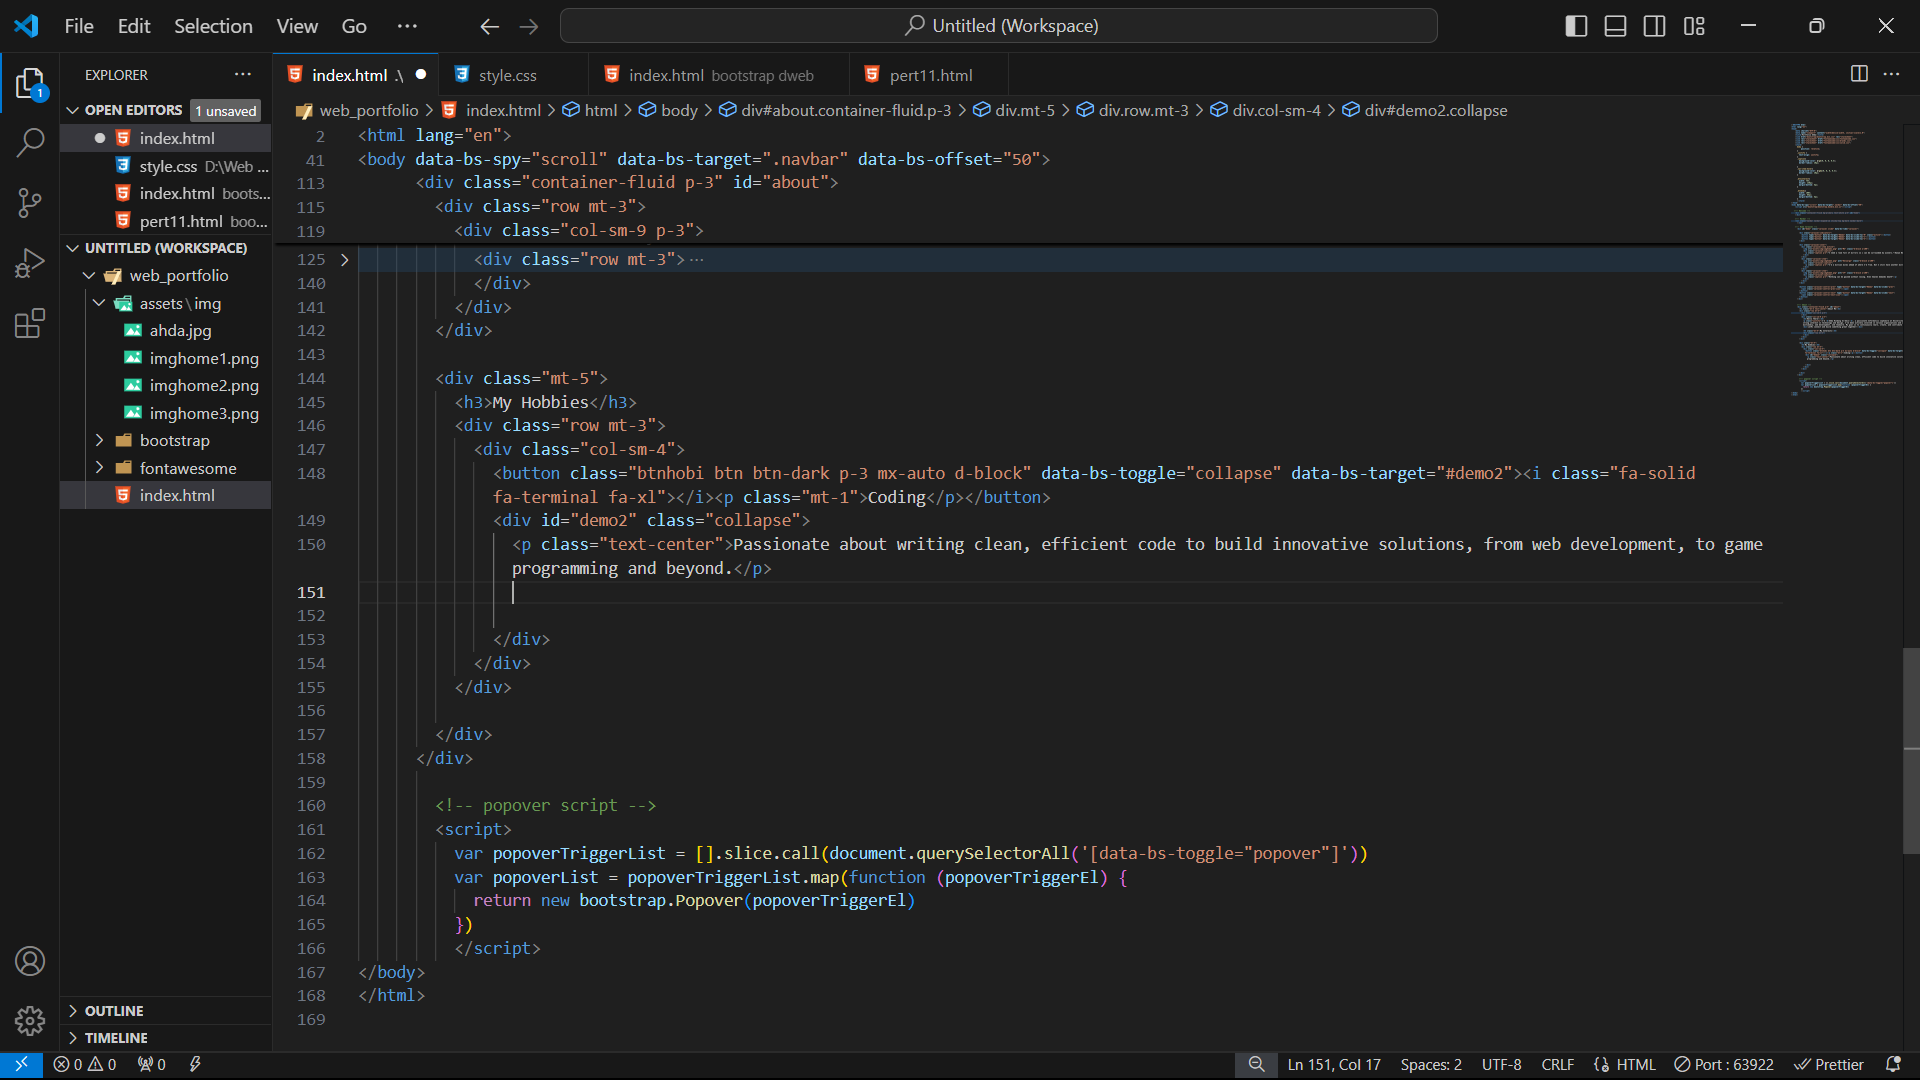 File Edit Selection View Go ··· Untitled (Workspace)
EXPLORER ···
OPEN EDITORS 1 unsaved
index.html
style.css D:\Web ...
index.html boots...
pert11.html boo...
UNTITLED (WORKSPACE)
web_portfolio
assets\img
ahda.jpg
imghome1.png
imghome2.png
imghome3.png
bootstrap
fontawesome
index.html
OUTLINE
TIMELINE
index.html .\ ● style.css index.html bootstrap dweb pert11.html
web_portfolio > index.html > html > body > div#about.container-fluid.p-3 > div.mt-5 > div.row.mt-3 > div.col-sm-4 > div#demo2.collapse
2 <html lang="en">
41 <body data-bs-spy="scroll" data-bs-target=".navbar" data-bs-offset="50">
113 <div class="container-fluid p-3" id="about">
115 <div class="row mt-3">
119 <div class="col-sm-9 p-3">
125 <div class="row mt-3">···
140 </div>
141 </div>
142 </div>
143
144 <div class="mt-5">
145 <h3>My Hobbies</h3>
146 <div class="row mt-3">
147 <div class="col-sm-4">
148 <button class="btnhobi btn btn-dark p-3 mx-auto d-block" data-bs-toggle="collapse" data-bs-target="#demo2"><i class="fa-solid
fa-terminal fa-xl"></i><p class="mt-1">Coding</p></button>
149 <div id="demo2" class="collapse">
150 <p class="text-center">Passionate about writing clean, efficient code to build innovative solutions, from web development, to game
programming and beyond.</p>
151
152
153 </div>
154 </div>
155 </div>
156
157 </div>
158 </div>
159
160 <!-- popover script -->
161 <script>
162 var popoverTriggerList = [].slice.call(document.querySelectorAll('[data-bs-toggle="popover"]'))
163 var popoverList = popoverTriggerList.map(function (popoverTriggerEl) {
164 return new bootstrap.Popover(popoverTriggerEl)
165 })
166 </script>
167 </body>
168 </html>
169
0 0 0 Ln 151, Col 17 Spaces: 2 UTF-8 CRLF HTML Port : 63922 Prettier